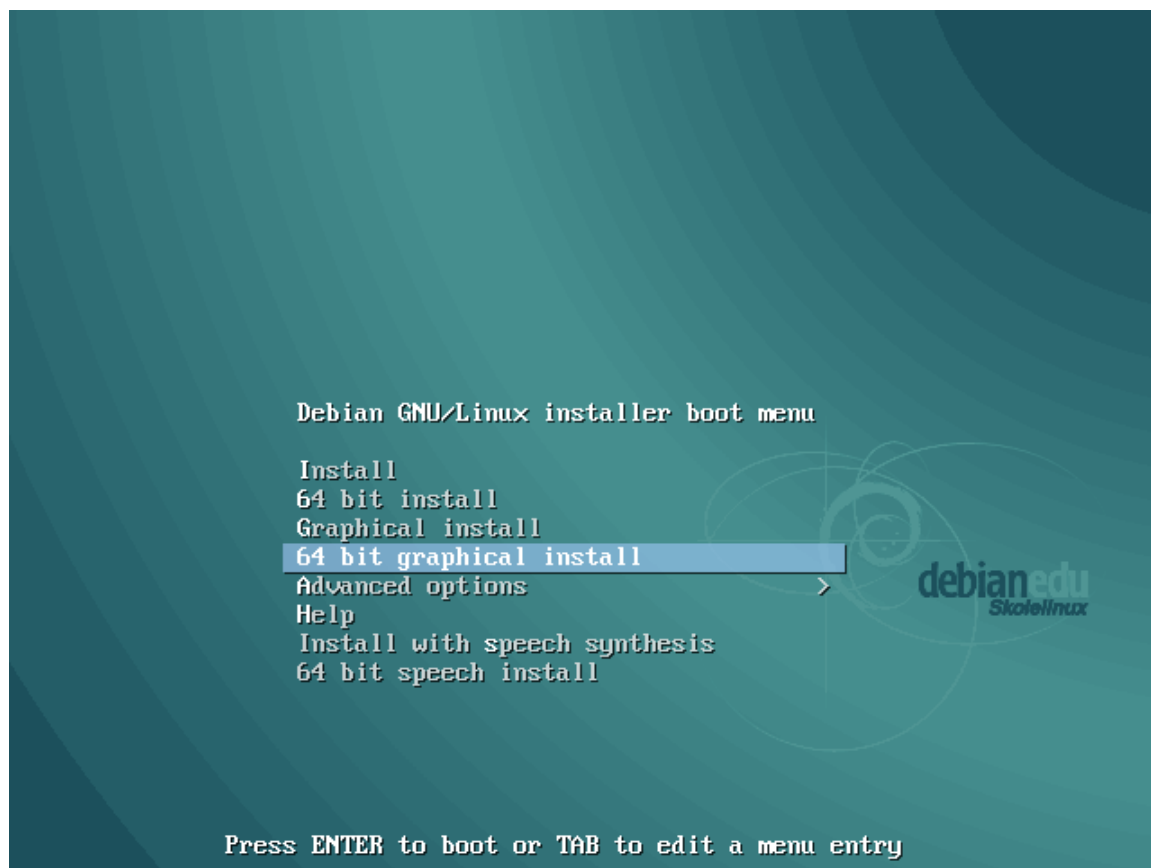 Debian GNU/Linux installer boot menu
Install
64 bit install
Graphical install
64 bit graphical install
Advanced options >
Help
Install with speech synthesis
64 bit speech install
debianedu
Skolelinux
Press ENTER to boot or TAB to edit a menu entry